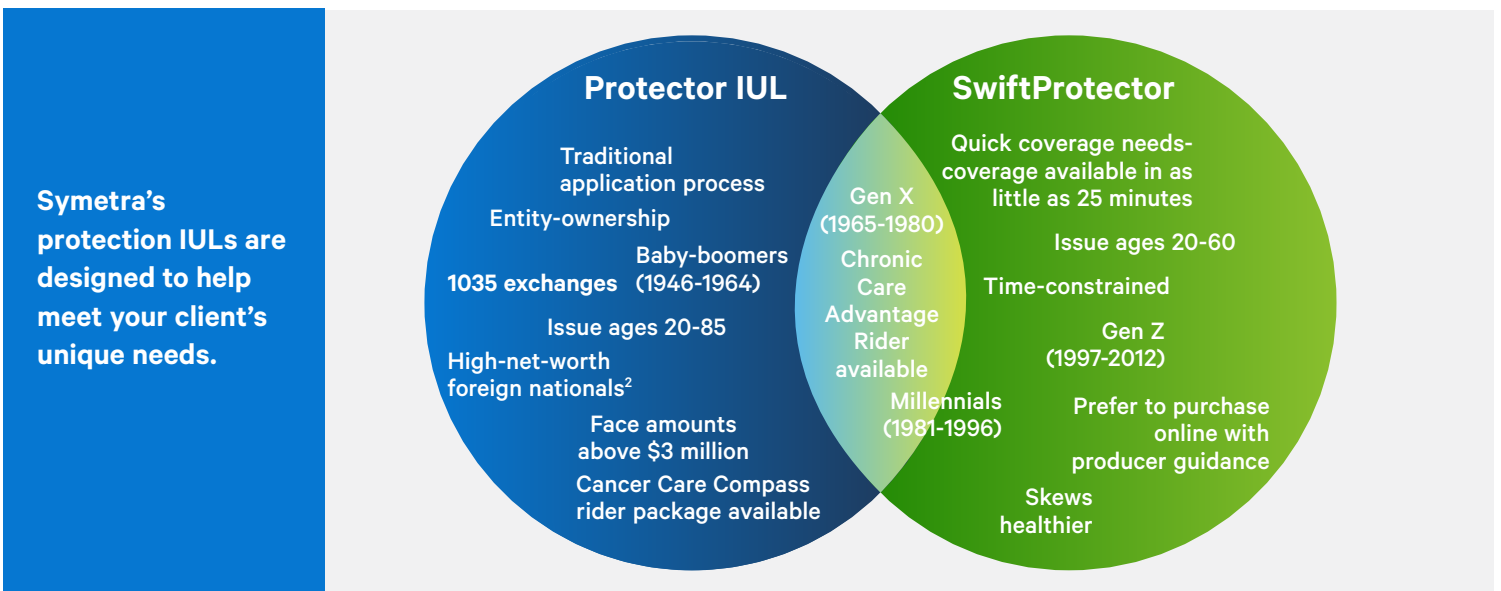 Symetra’s
protection IULs are
designed to help
meet your client’s
unique needs.
Protector IUL
Traditional
application process
Entity-ownership
Baby-boomers
(1946-1964)
1035 exchanges
Issue ages 20-85
High-net-worth
foreign nationals²
Face amounts
above $3 million
Cancer Care Compass
rider package available
Gen X
(1965-1980)
Chronic
Care
Advantage
Rider
available
Millennials
(1981-1996)
SwiftProtector
Quick coverage needs-
coverage available in as
little as 25 minutes
Issue ages 20-60
Time-constrained
Gen Z
(1997-2012)
Prefer to purchase
online with
producer guidance
Skews
healthier